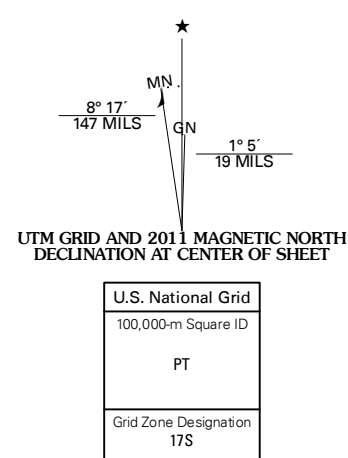 ★
MN
8° 17´
147 MILS
GN
1° 5´
19 MILS
UTM GRID AND 2011 MAGNETIC NORTH
DECLINATION AT CENTER OF SHEET
U.S. National Grid
100,000-m Square ID
PT
Grid Zone Designation
17S